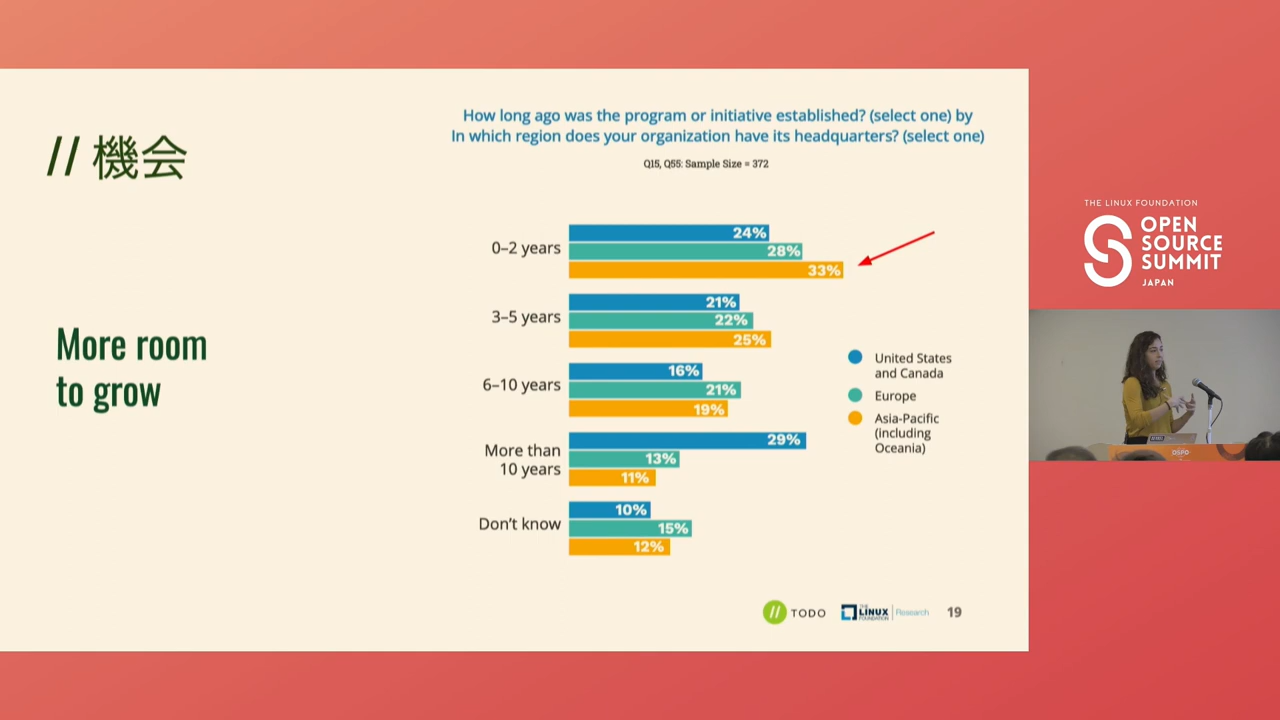 // 機会
More room
to grow
How long ago was the program or initiative established? (select one) by
In which region does your organization have its headquarters? (select one)
Q15, Q55: Sample Size = 372
0–2 years
24%
28%
33%
3–5 years
21%
22%
25%
6–10 years
16%
21%
19%
More than
10 years
29%
13%
11%
Don't know
10%
15%
12%
United States
and Canada
Europe
Asia-Pacific
(including
Oceania)
// TODO
THE
LINUX
FOUNDATION
Research
19
THE LINUX FOUNDATION
OPEN
SOURCE
SUMMIT
JAPAN
OSPO